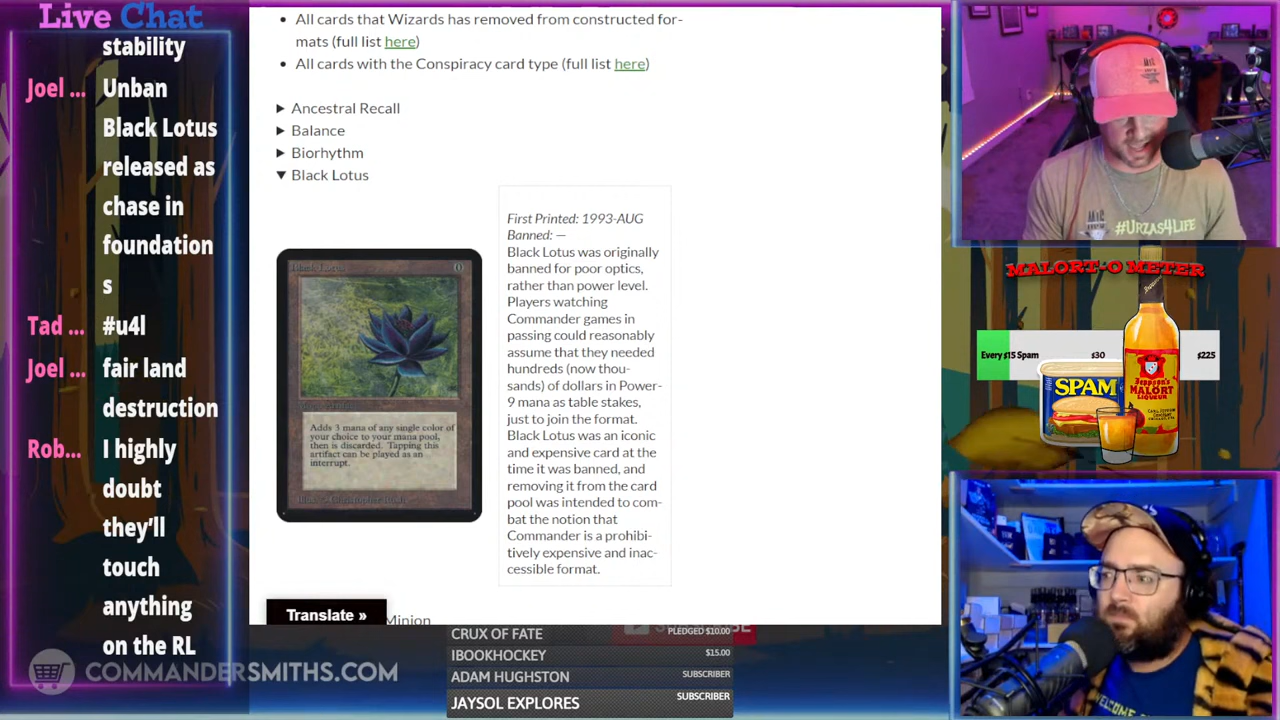 Live Chat
stability
Joel ... Unban
Black Lotus
released as
chase in
foundation
s
Tad ... #u4l
Joel ... fair land
destruction
Rob... I highly
doubt
they'll
touch
anything
on the RL
COMMANDERSMITHS.COM
All cards that Wizards has removed from constructed for-
mats (full list here)
All cards with the Conspiracy card type (full list here)
Ancestral Recall
Balance
Biorhythm
Black Lotus
Black Lotus 0
Adds 3 mana of any single color of
your choice to your mana pool,
then is discarded. Tapping this
artifact can be played as an
interrupt.
First Printed: 1993-AUG
Banned: —
Black Lotus was originally
banned for poor optics,
rather than power level.
Players watching
Commander games in
passing could reasonably
assume that they needed
hundreds (now thou-
sands) of dollars in Power-
9 mana as table stakes,
just to join the format.
Black Lotus was an iconic
and expensive card at the
time it was banned, and
removing it from the card
pool was intended to com-
bat the notion that
Commander is a prohibi-
tively expensive and inac-
cessible format.
Translate »
Minion
CRUX OF FATE PLEDGED $10.00
IBOOKHOCKEY $15.00
ADAM HUGHSTON SUBSCRIBER
JAYSOL EXPLORES SUBSCRIBER
#URZAS4LIFE
MALORT-O METER
Every $15 Spam $30 $225
SPAM
Jeppson's
MALÖRT
LIQUEUR
WELCOME